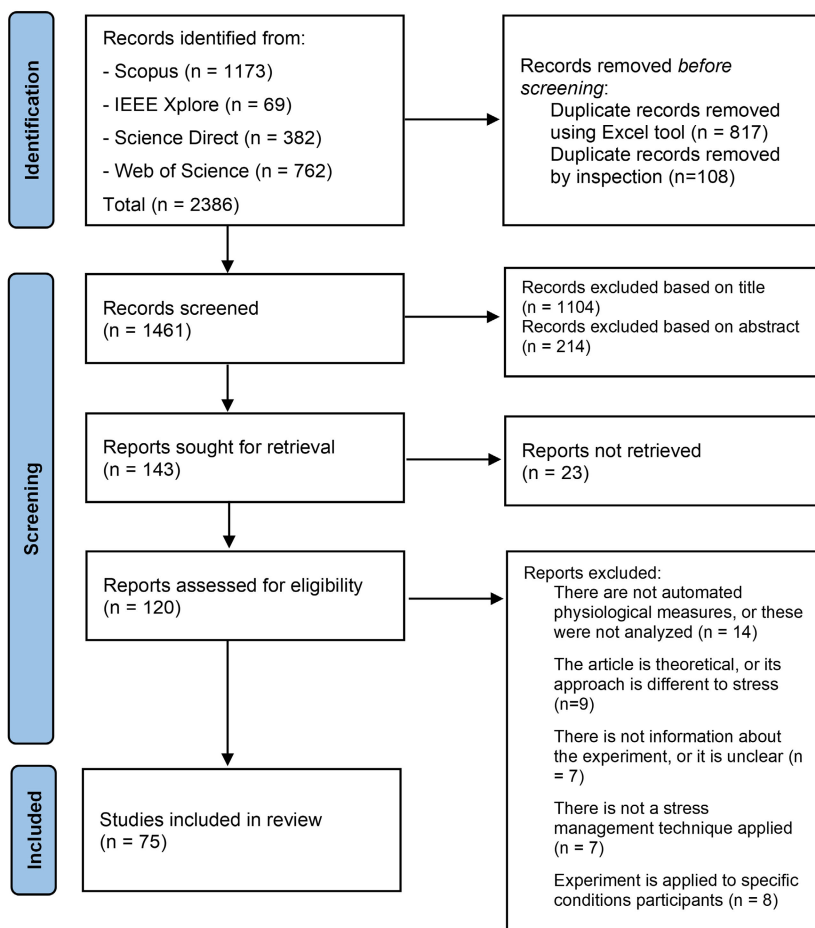 Identification
Records identified from:
- Scopus (n = 1173)
- IEEE Xplore (n = 69)
- Science Direct (n = 382)
- Web of Science (n = 762)
Total (n = 2386)
Records removed before
screening:
Duplicate records removed
using Excel tool (n = 817)
Duplicate records removed
by inspection (n=108)
Screening
Records screened
(n = 1461)
Records excluded based on title
(n = 1104)
Records excluded based on abstract
(n = 214)
Reports sought for retrieval
(n = 143)
Reports not retrieved
(n = 23)
Reports assessed for eligibility
(n = 120)
Reports excluded:
There are not automated
physiological measures, or these
were not analyzed (n = 14)
The article is theoretical, or its
approach is different to stress
(n=9)
There is not information about
the experiment, or it is unclear (n
= 7)
There is not a stress
management technique applied
(n = 7)
Experiment is applied to specific
conditions participants (n = 8)
Included
Studies included in review
(n = 75)